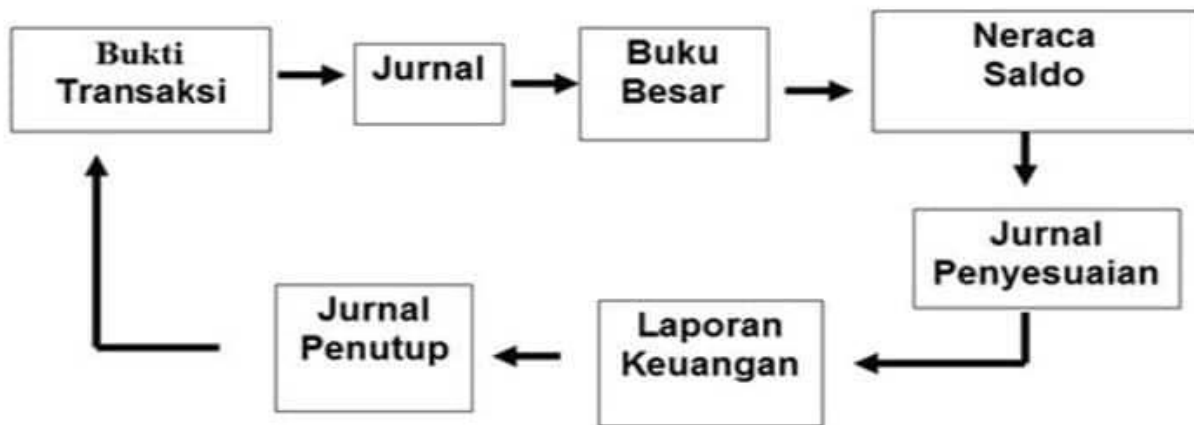 Bukti
Transaksi
Jurnal
Buku
Besar
Neraca
Saldo
Jurnal
Penyesuaian
Laporan
Keuangan
Jurnal
Penutup